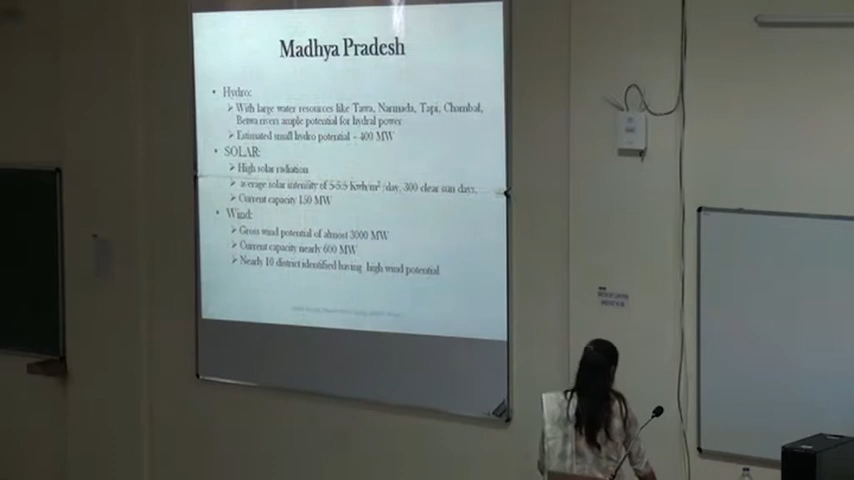 Madhya Pradesh
• Hydro:
➢ With large water resources like Tawa, Narmada, Tapi, Chambal,
Betwa rivers ample potential for hydral power
➢ Estimated small hydro potential - 400 MW
• SOLAR:
➢ High solar radiation
➢ average solar intensity of 5-5.5 Kwh/m² /day, 300 clear sun days.
➢ Current capacity 150 MW
• Wind:
➢ Gross wind potential of almost 3000 MW
➢ Current capacity nearly 600 MW
➢ Nearly 10 district identified having high wind potential